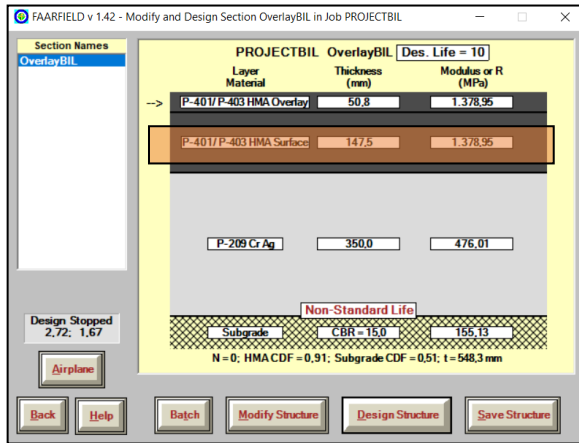 FAARFIELD v 1.42 - Modify and Design Section OverlayBIL in Job PROJECTBIL
Section Names
OverlayBIL
PROJECTBIL OverlayBIL Des. Life = 10
Layer Material Thickness (mm) Modulus or R (MPa)
--> P-401/ P-403 HMA Overlay 50,8 1.378,95
P-401/ P-403 HMA Surface 147,5 1.378,95
P-209 Cr Ag 350,0 476,01
Non-Standard Life
Subgrade CBR = 15,0 155,13
N = 0; HMA CDF = 0,91; Subgrade CDF = 0,51; t = 548,3 mm
Design Stopped
2,72; 1,67
Airplane
Back Help Batch Modify Structure Design Structure Save Structure